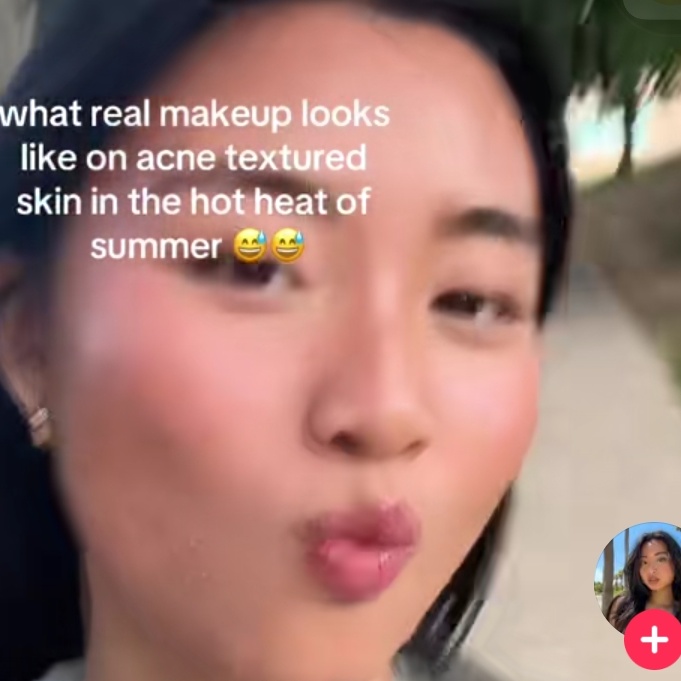 what real makeup looks
like on acne textured
skin in the hot heat of
summer 😅😅